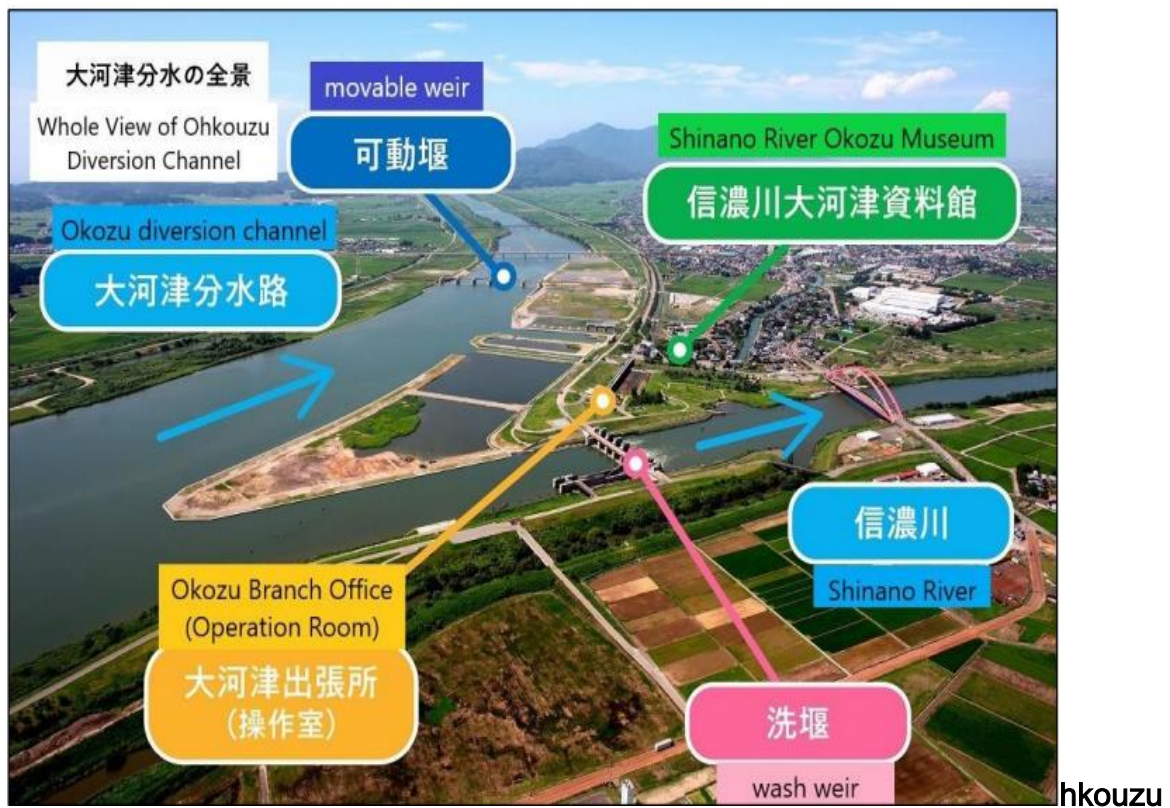 大河津分水の全景
Whole View of Ohkouzu
Diversion Channel
movable weir
可動堰
Shinano River Okozu Museum
信濃川大河津資料館
Okozu diversion channel
大河津分水路
信濃川
Shinano River
Okozu Branch Office
(Operation Room)
大河津出張所
(操作室)
洗堰
wash weir
hkouzu